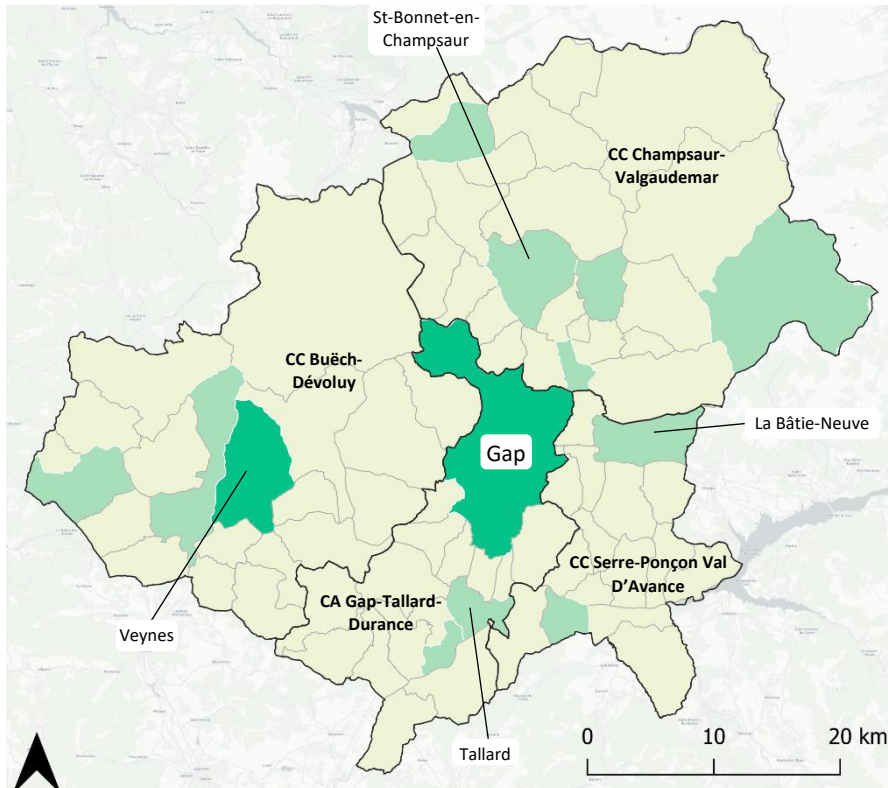 St-Bonnet-en-
Champsaur
CC Champsaur-
Valgaudemar
CC Buëch-
Dévoluy
La Bâtie-Neuve
Gap
CC Serre-Ponçon Val
D’Avance
CA Gap-Tallard-
Durance
Veynes
Tallard
0 10 20 km